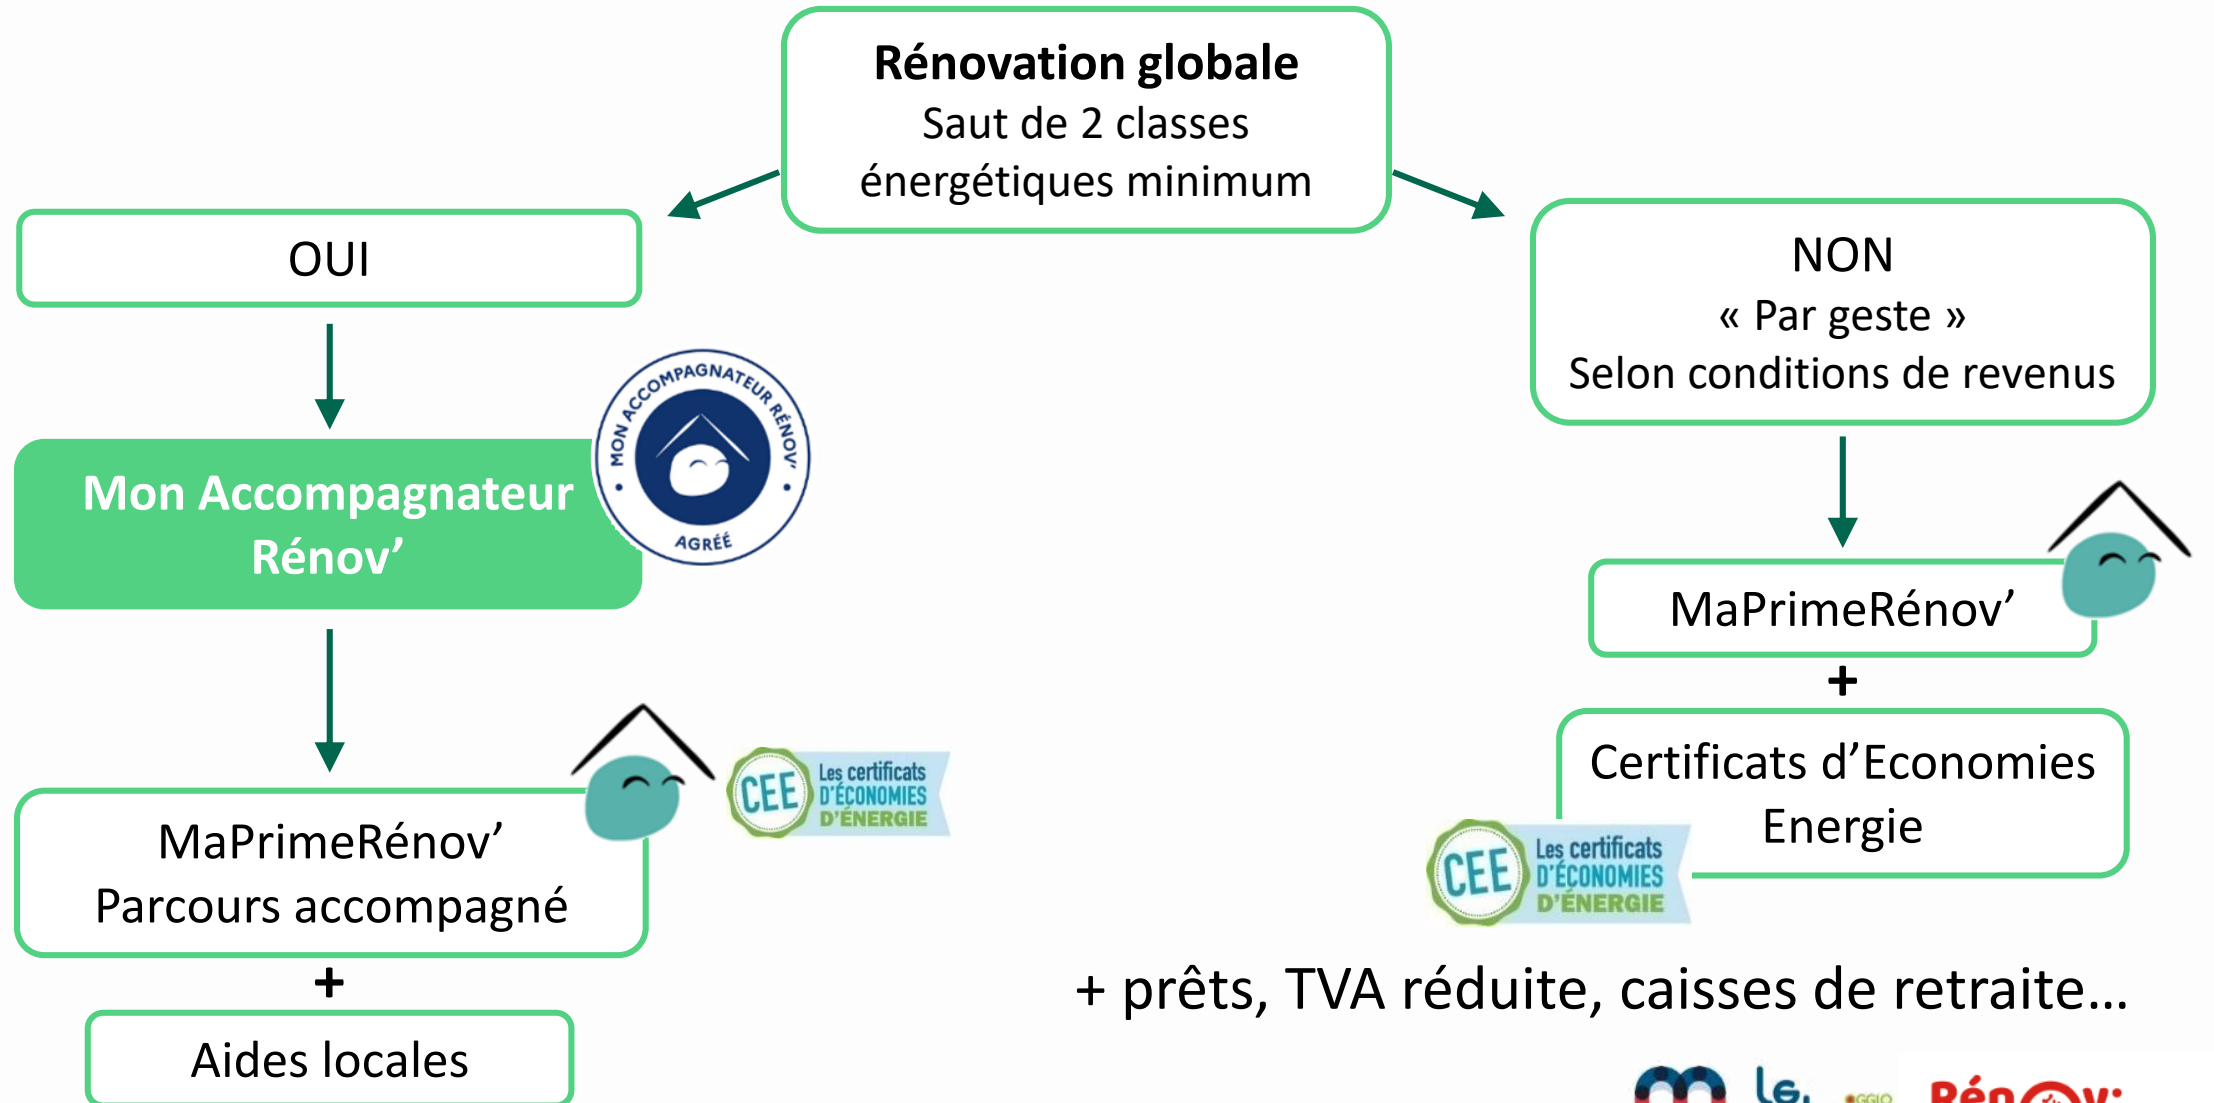 Rénovation globale
Saut de 2 classes
énergétiques minimum
OUI
NON
« Par geste »
Selon conditions de revenus
MON ACCOMPAGNATEUR RÉNOV'
AGRÉÉ
Mon Accompagnateur
Rénov’
MaPrimeRénov’
+
Certificats d’Economies
Energie
CEE
Les certificats
D'ÉCONOMIES
D'ÉNERGIE
MaPrimeRénov’
Parcours accompagné
CEE
Les certificats
D'ÉCONOMIES
D'ÉNERGIE
+
Aides locales
+ prêts, TVA réduite, caisses de retraite…